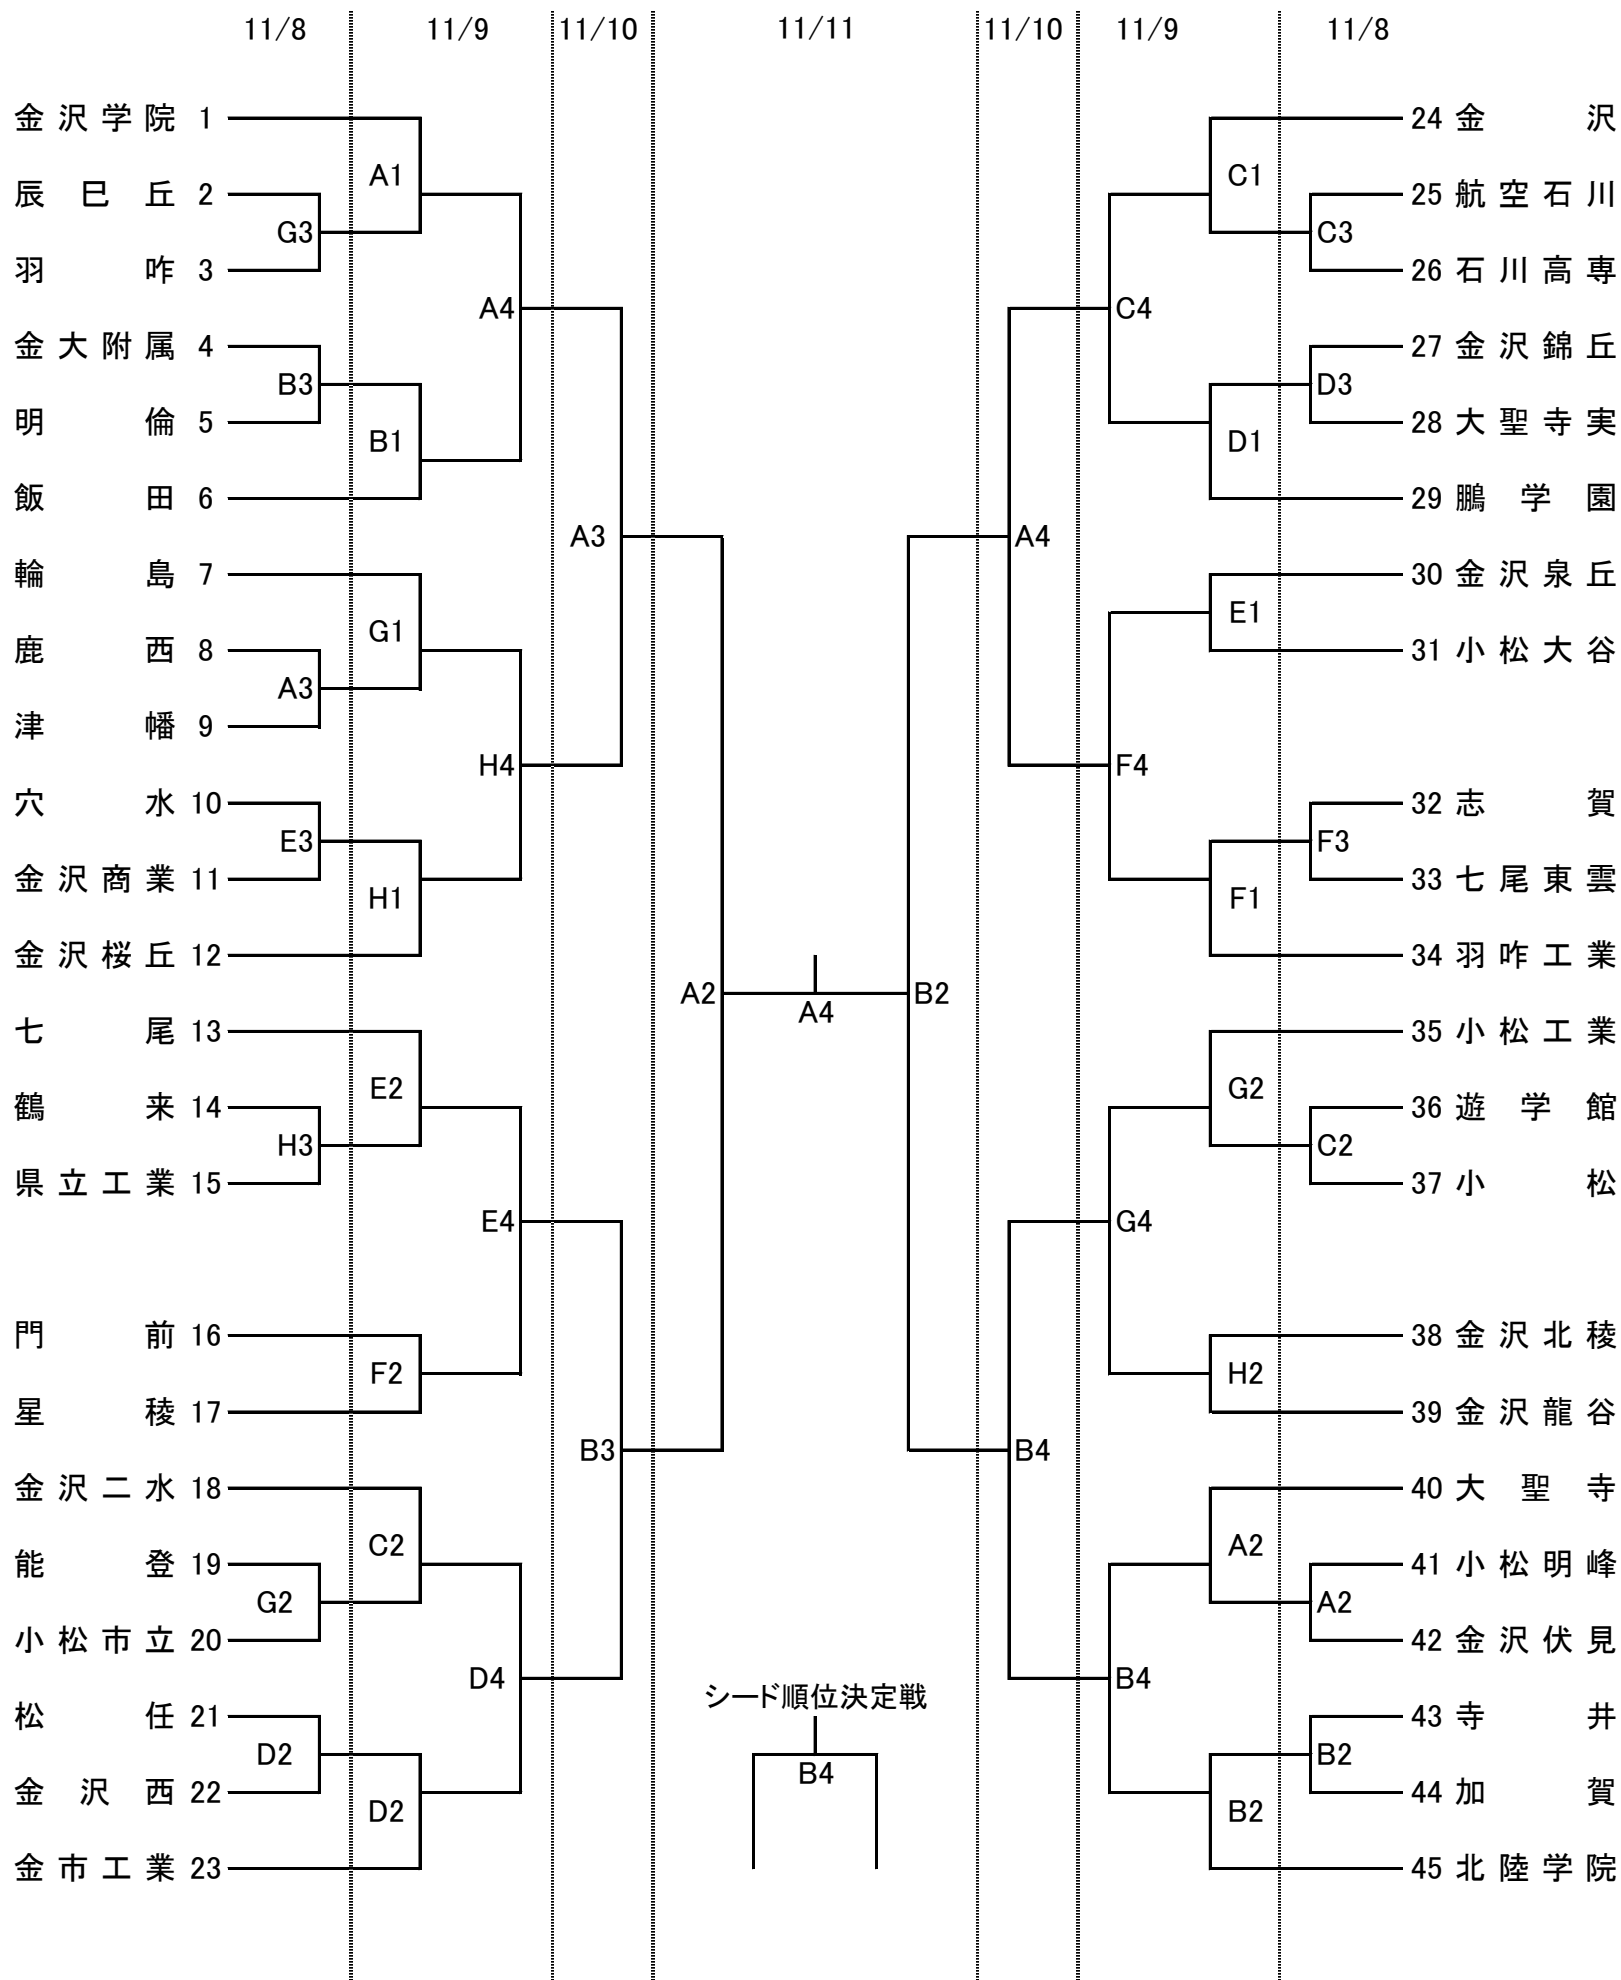 11/8 11/9 11/10 11/11 11/10 11/9 11/8
金沢学院 1 24 金沢
A1 C1
辰巳丘 2 25 航空石川
G3 C3
羽咋 3 26 石川高専
A4 C4
金大附属 4 27 金沢錦丘
B3 D3
明倫 5 28 大聖寺実
B1 D1
飯田 6 29 鵬学園
A3 A4
輪島 7 30 金沢泉丘
G1 E1
鹿西 8 31 小松大谷
A3
津幡 9
H4 F4
穴水 10 32 志賀
E3 F3
金沢商業 11 33 七尾東雲
H1 F1
金沢桜丘 12 34 羽咋工業
A2 A4 B2
七尾 13 35 小松工業
E2 G2
鶴来 14 36 遊学館
H3 C2
県立工業 15 37 小松
E4 G4
門前 16 38 金沢北稜
F2 H2
星稜 17 39 金沢龍谷
B3 B4
金沢二水 18 40 大聖寺
C2 A2
能登 19 41 小松明峰
G2 A2
小松市立 20 42 金沢伏見
D4 B4
シード順位決定戦
松任 21 43 寺井
D2 B4 B2
金沢西 22 44 加賀
D2 B2
金市工業 23 45 北陸学院